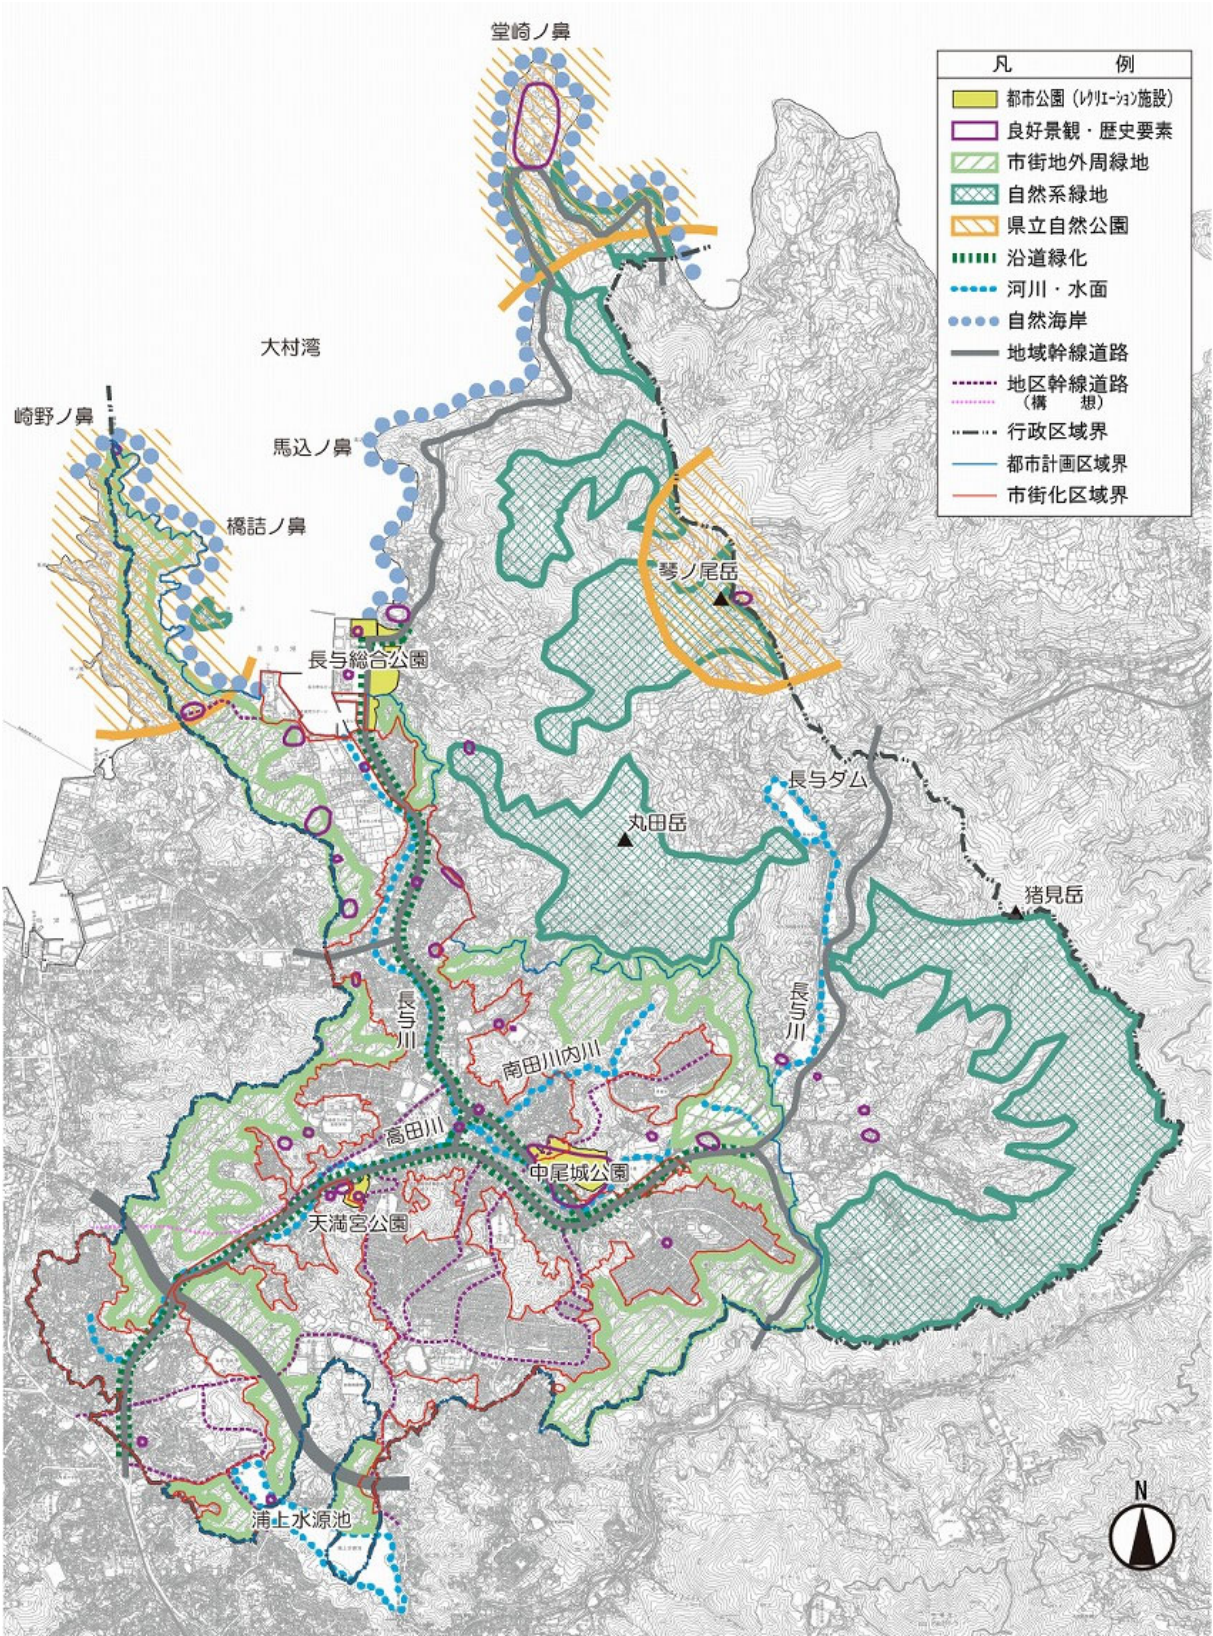 堂崎ノ鼻
凡例
都市公園（ﾚｸﾘｴｰｼｮﾝ施設）
良好景観・歴史要素
市街地外周緑地
自然系緑地
県立自然公園
沿道緑化
河川・水面
自然海岸
地域幹線道路
地区幹線道路
（構想）
行政区域界
都市計画区域界
市街化区域界
大村湾
崎野ノ鼻
馬込ノ鼻
橋詰ノ鼻
琴ノ尾岳
長与総合公園
長与ダム
丸田岳
猪見岳
長与川
長与川
南田川内川
高田川
中尾城公園
天満宮公園
浦上水源池
N